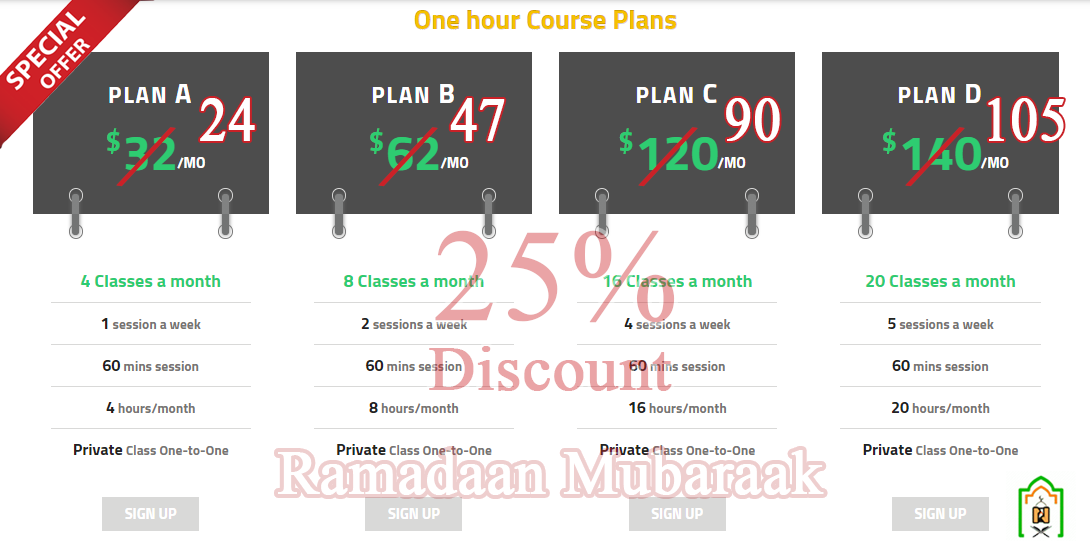 SPECIAL
OFFER
One hour Course Plans
PLAN A
$32/MO
24
PLAN B
$62/MO
47
PLAN C
$120/MO
90
PLAN D
$140/MO
105
25%
Discount
4 Classes a month
1 session a week
60 mins session
4 hours/month
Private Class One-to-One
SIGN UP
8 Classes a month
2 sessions a week
60 mins session
8 hours/month
Private Class One-to-One
SIGN UP
16 Classes a month
4 sessions a week
60 mins session
16 hours/month
Private Class One-to-One
SIGN UP
20 Classes a month
5 sessions a week
60 mins session
20 hours/month
Private Class One-to-One
SIGN UP
Ramadaan Mubaraak